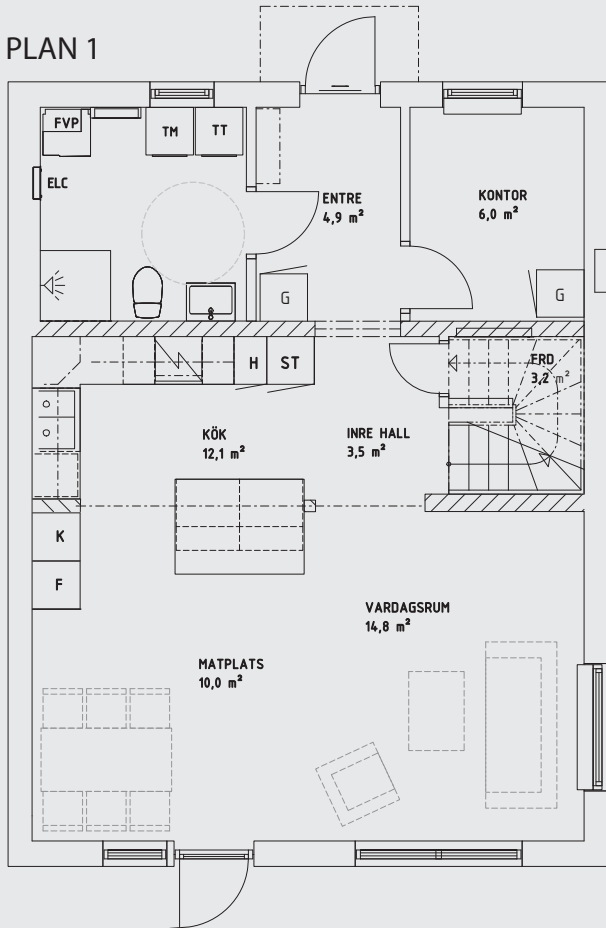 PLAN 1
FVP
TM
TT
ELC
ENTRE
4,9 m²
KONTOR
6,0 m²
G
G
H
ST
FRD
3,2 m²
KÖK
12,1 m²
INRE HALL
3,5 m²
K
F
VARDAGSRUM
14,8 m²
MATPLATS
10,0 m²